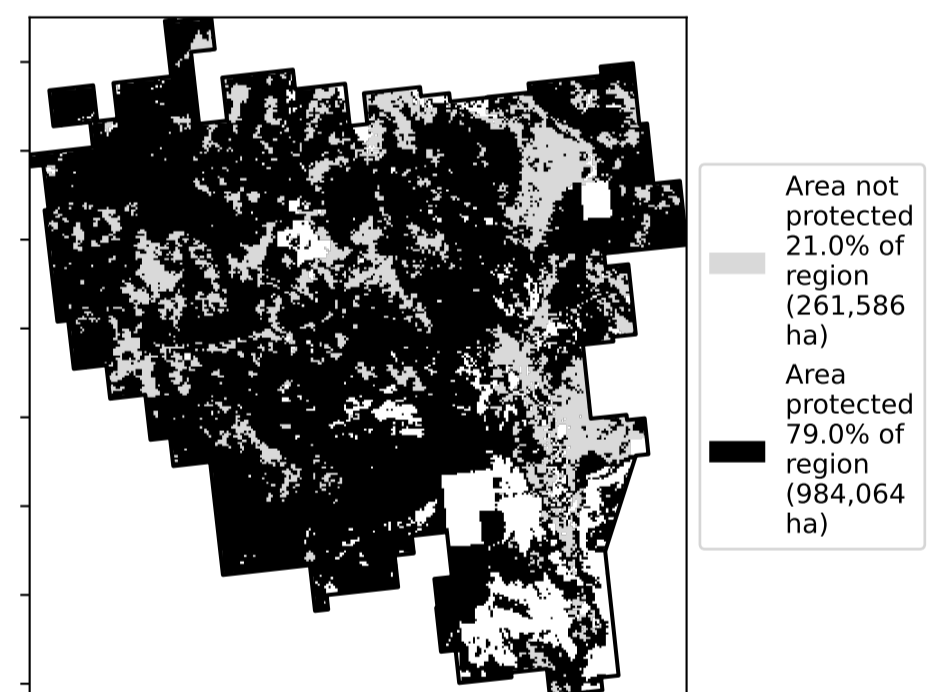 Area not
protected
21.0% of
region
(261,586
ha)
Area
protected
79.0% of
region
(984,064
ha)